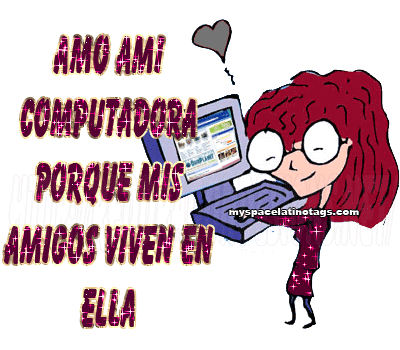 AMO AMI
COMPUTADORA
PORQUE MIS
AMIGOS VIVEN EN
ELLA
myspacelatinotags.com